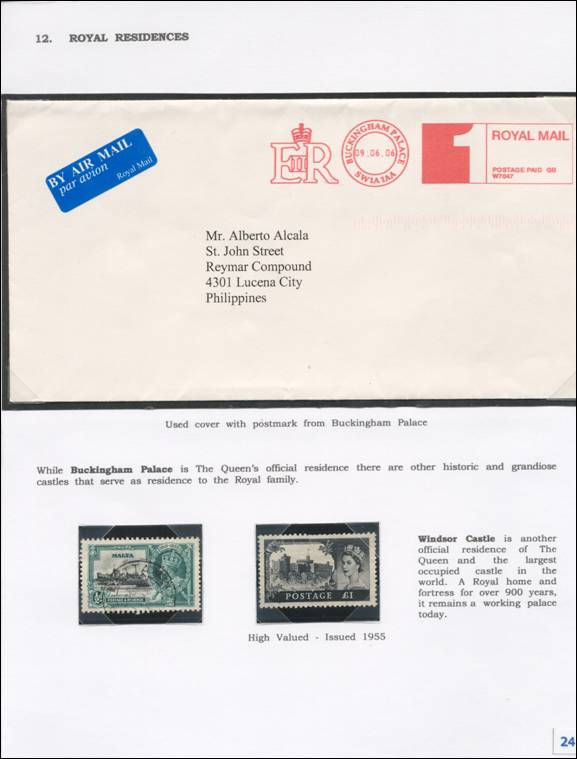 12. ROYAL RESIDENCES
BY AIR MAIL
par avion
Royal Mail
EIIR
BUCKINGHAM PALACE
09:06.06
SW1A 1AA
1
ROYAL MAIL
POSTAGE PAID GB
W7047
Mr. Alberto Alcala
St. John Street
Reymar Compound
4301 Lucena City
Philippines
Used cover with postmark from Buckingham Palace
While Buckingham Palace is The Queen's official residence there are other historic and grandiose
castles that serve as residence to the Royal family.
MALTA
POSTAGE & REVENUE
POSTAGE £1
High Valued - Issued 1955
Windsor Castle is another
official residence of The
Queen and the largest
occupied castle in the
world. A Royal home and
fortress for over 900 years,
it remains a working palace
today.
24